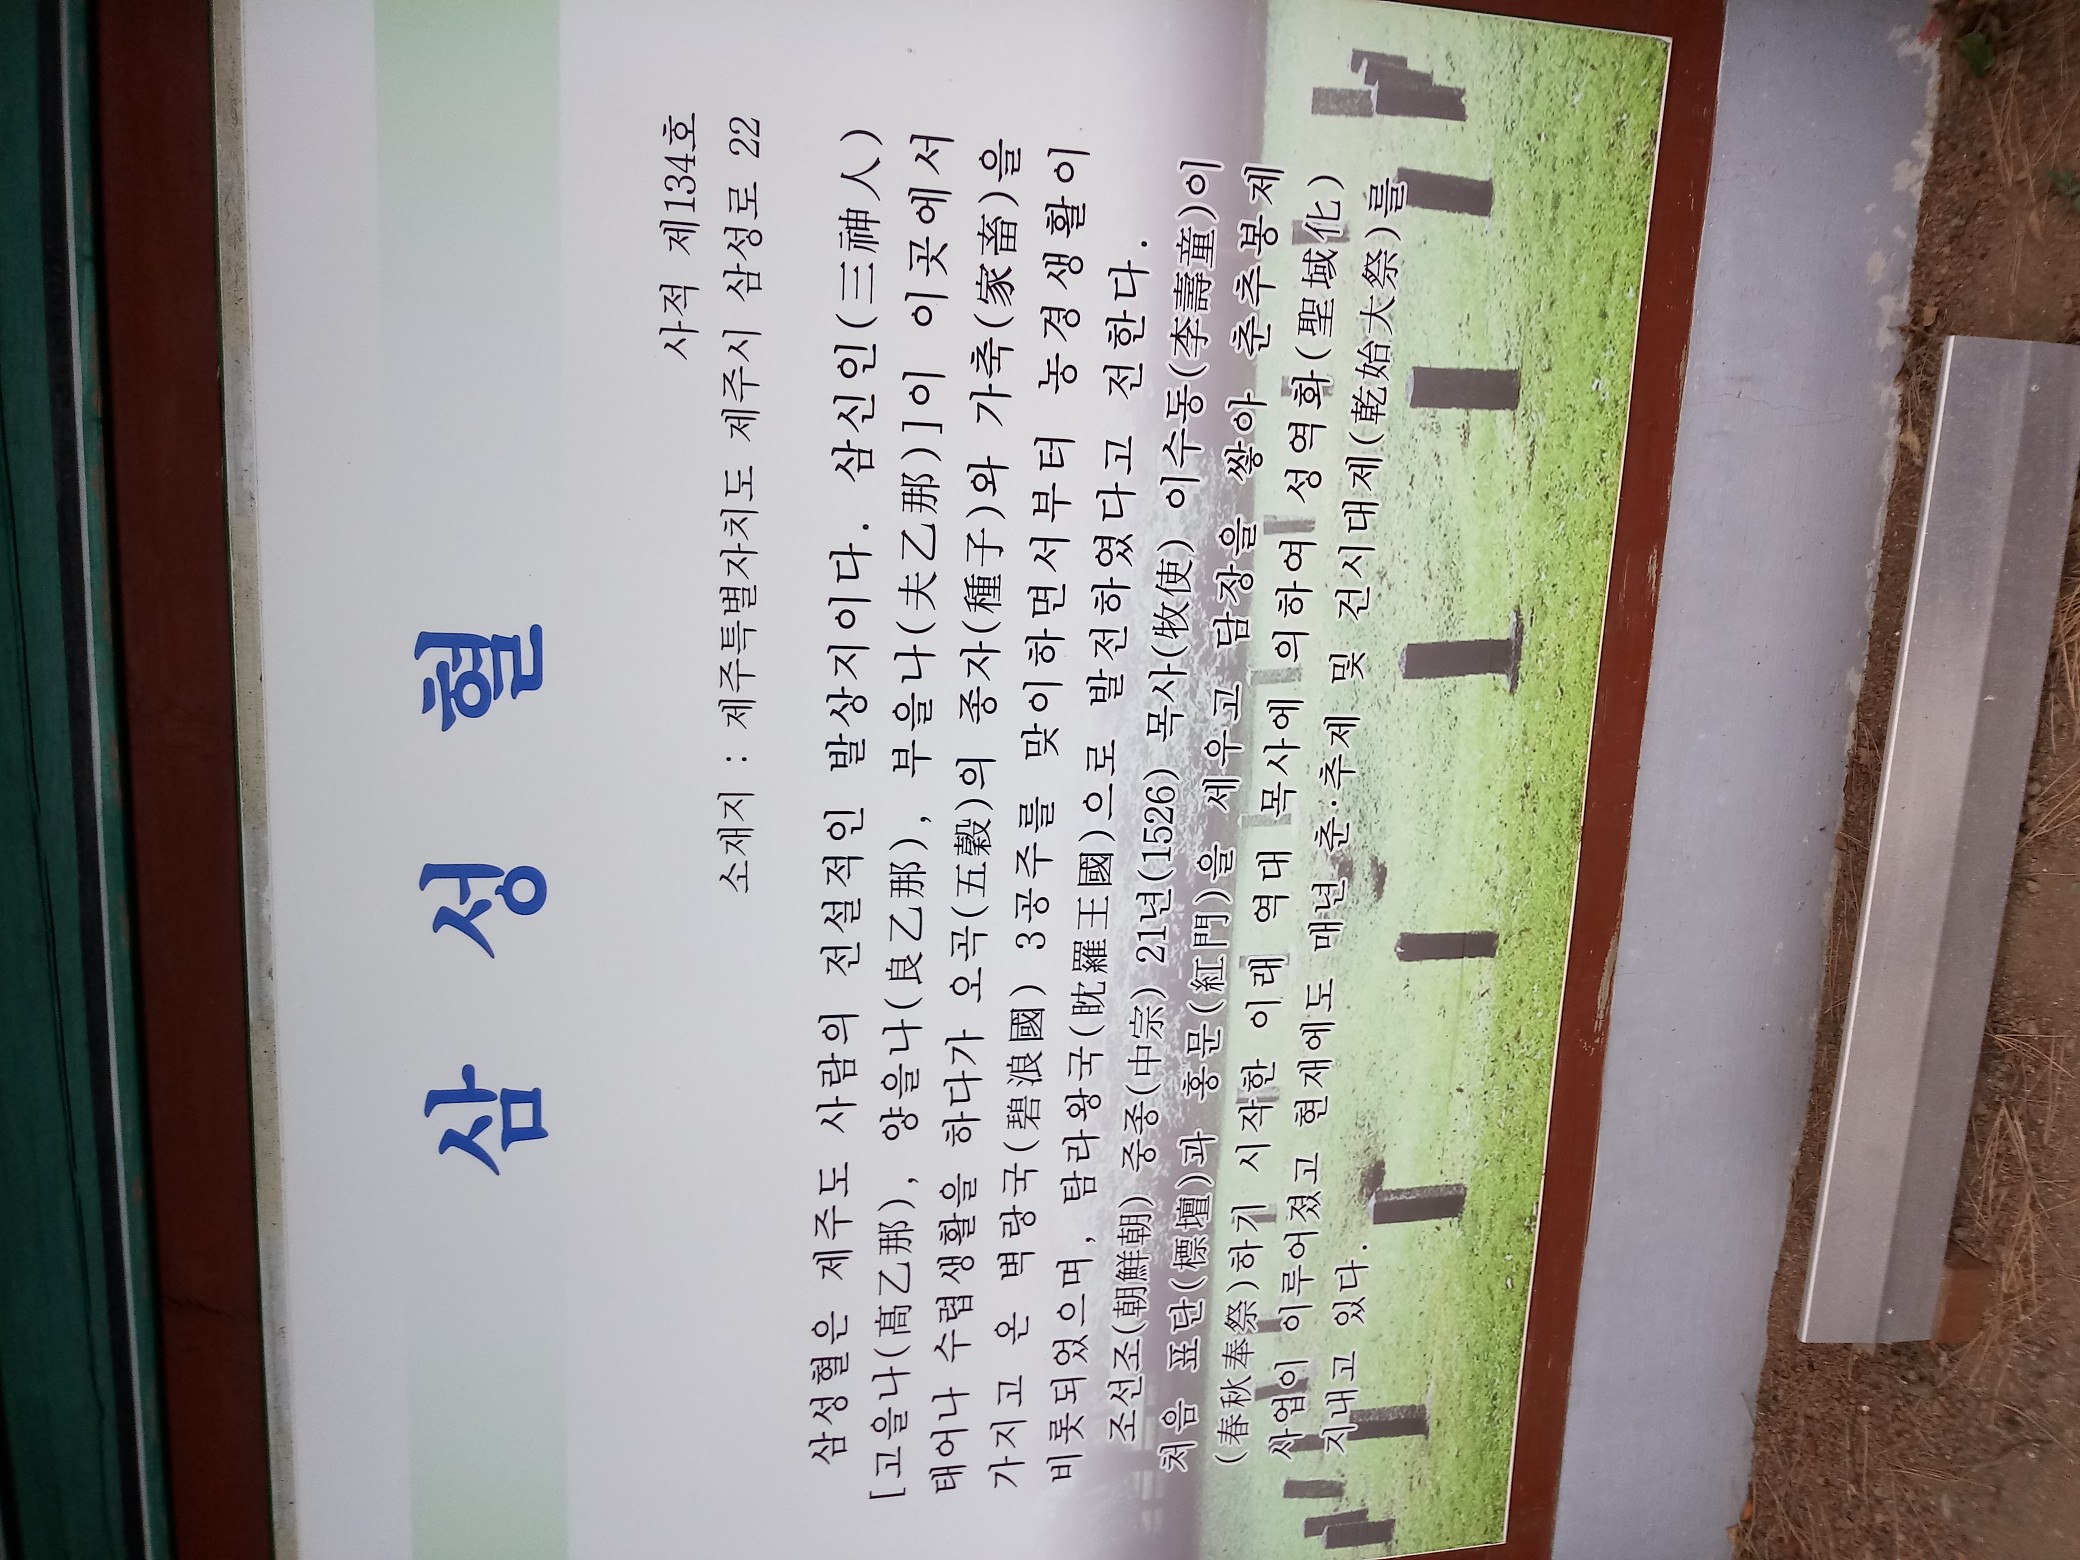 삼 성 혈
사적 제134호
소재지 : 제주특별자치도 제주시 삼성로 22
삼성혈은 제주도 사람의 전설적인 발상지이다. 삼신인(三神人)
[고을나(髙乙那), 양을나(良乙那), 부을나(夫乙那)]이 이곳에서
태어나 수렵생활을 하다가 오곡(五穀)의 종자(種子)와 가축(家畜)을
가지고 온 벽랑국(碧浪國) 3공주를 맞이하면서부터 농경생활이
비롯되었으며, 탐라왕국(眈羅王國)으로 발전하였다고 전한다.
조선조(朝鮮朝) 중종(中宗) 21년(1526) 목사(牧使) 이수동(李壽童)이
처음 표단(標壇)과 홍문(紅門)을 세우고 담장을 쌓아 춘추봉제
(春秋奉祭)하기 시작한 이래 역대 목사에 의하여 성역화(聖域化)
사업이 이루어졌고 현재에도 매년 춘·추제 및 건시대제(乾始大祭)를
지내고 있다.